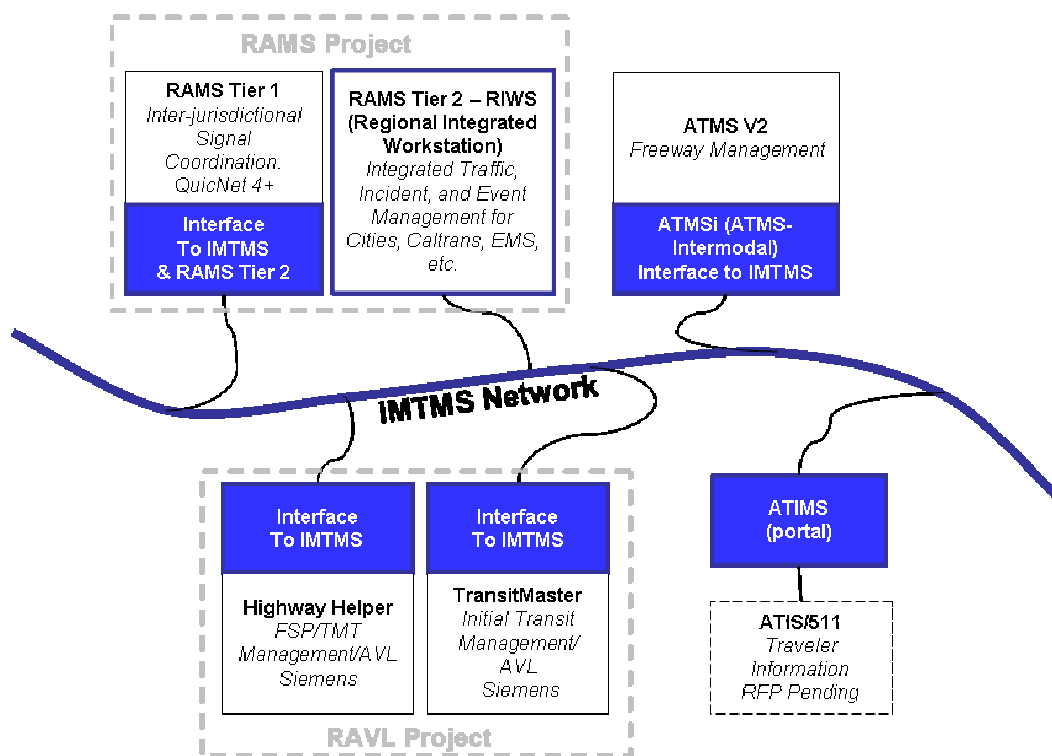 RAMS Project
RAMS Tier 1
Inter-jurisdictional
Signal
Coordination.
QuicNet 4+
Interface
To IMTMS
& RAMS Tier 2
RAMS Tier 2 – RIWS
(Regional Integrated
Workstation)
Integrated Traffic,
Incident, and Event
Management for
Cities, Caltrans, EMS,
etc.
ATMS V2
Freeway Management
ATMSi (ATMS-
Intermodal)
Interface to IMTMS
IMTMS Network
Interface
To IMTMS
Highway Helper
FSP/TMT
Management/AVL
Siemens
Interface
To IMTMS
TransitMaster
Initial Transit
Management/
AVL
Siemens
RAVL Project
ATIMS
(portal)
ATIS/511
Traveler
Information
RFP Pending